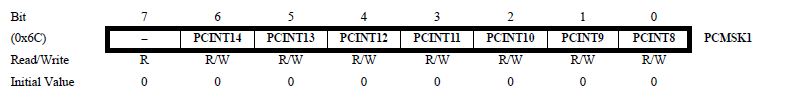 Bit 7 6 5 4 3 2 1 0
(0x6C) – PCINT14 PCINT13 PCINT12 PCINT11 PCINT10 PCINT9 PCINT8 PCMSK1
Read/Write R R/W R/W R/W R/W R/W R/W R/W
Initial Value 0 0 0 0 0 0 0 0